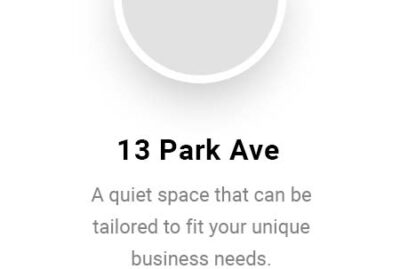 13 Park Ave
A quiet space that can be
tailored to fit your unique
business needs.